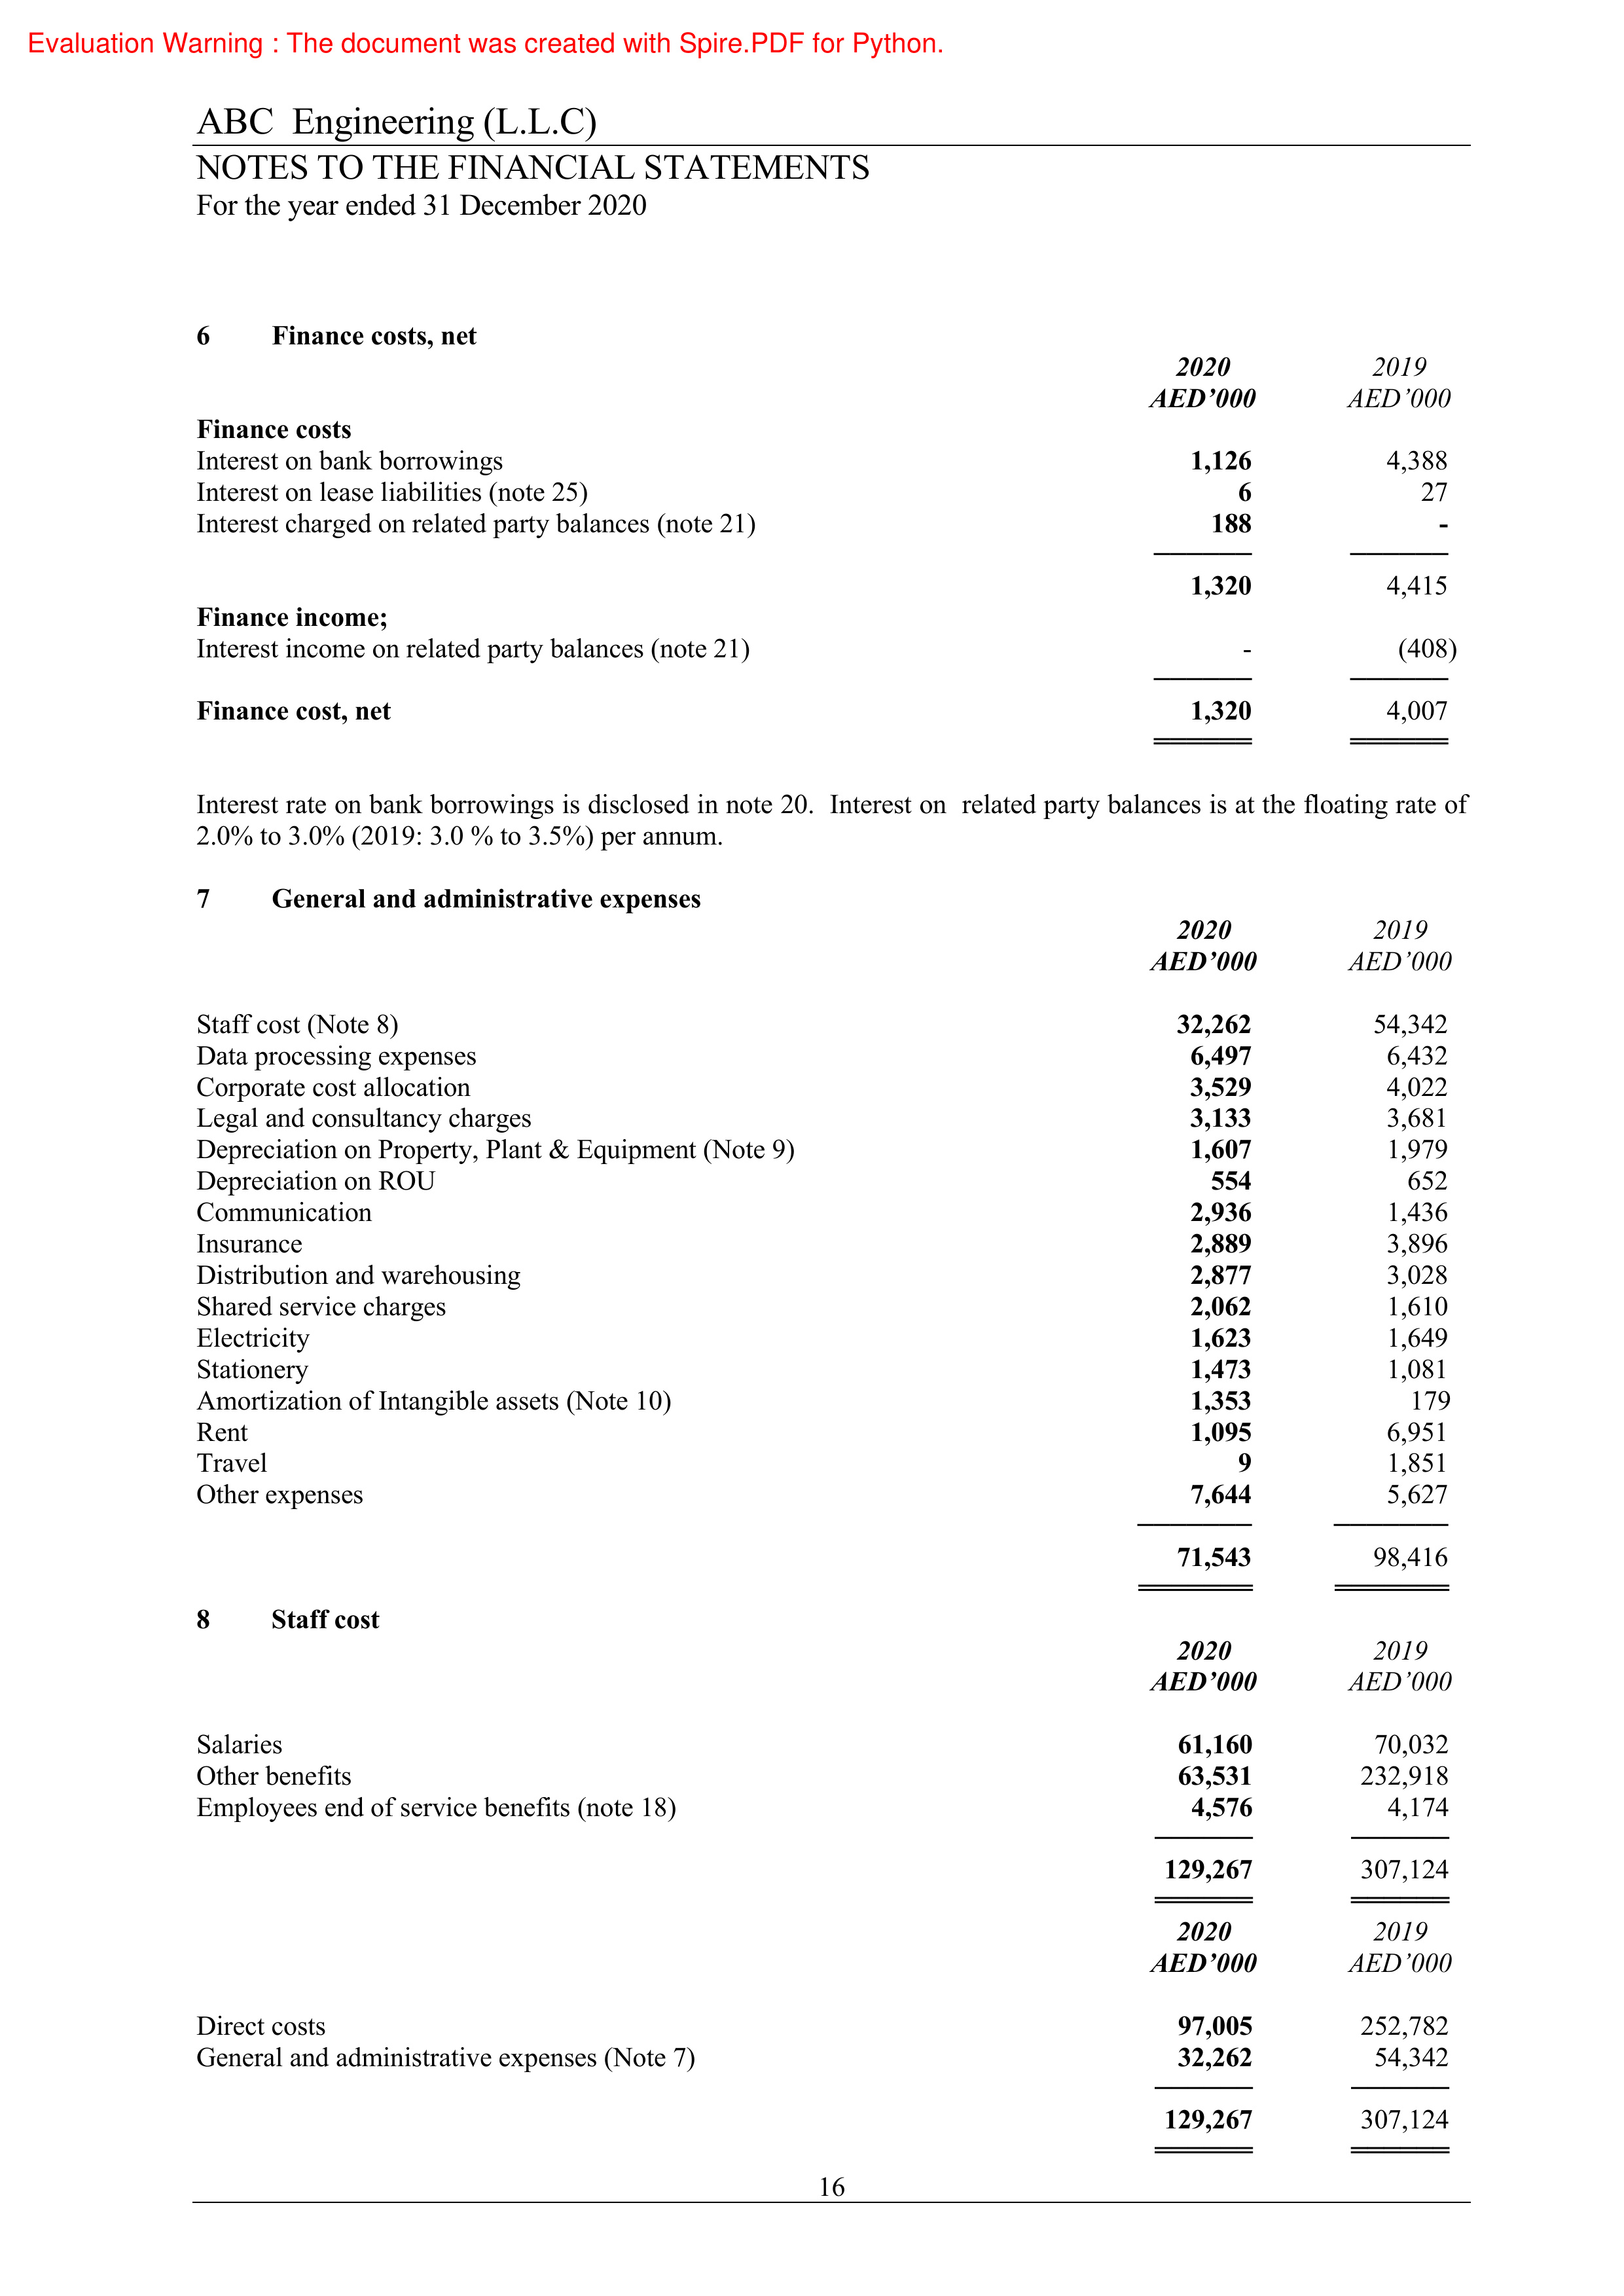 Evaluation Warning : The document was created with Spire.PDF for Python.
ABC Engineering (L.L.C)
NOTES TO THE FINANCIAL STATEMENTS
For the year ended 31 December 2020
6 Finance costs, net
2020 2019
AED’000 AED’000
Finance costs
Interest on bank borrowings 1,126 4,388
Interest on lease liabilities (note 25) 6 27
Interest charged on related party balances (note 21) 188 -
1,320 4,415
Finance income;
Interest income on related party balances (note 21) - (408)
Finance cost, net 1,320 4,007
Interest rate on bank borrowings is disclosed in note 20. Interest on related party balances is at the floating rate of
2.0% to 3.0% (2019: 3.0 % to 3.5%) per annum.
7 General and administrative expenses
2020 2019
AED’000 AED’000
Staff cost (Note 8) 32,262 54,342
Data processing expenses 6,497 6,432
Corporate cost allocation 3,529 4,022
Legal and consultancy charges 3,133 3,681
Depreciation on Property, Plant & Equipment (Note 9) 1,607 1,979
Depreciation on ROU 554 652
Communication 2,936 1,436
Insurance 2,889 3,896
Distribution and warehousing 2,877 3,028
Shared service charges 2,062 1,610
Electricity 1,623 1,649
Stationery 1,473 1,081
Amortization of Intangible assets (Note 10) 1,353 179
Rent 1,095 6,951
Travel 9 1,851
Other expenses 7,644 5,627
71,543 98,416
8 Staff cost
2020 2019
AED’000 AED’000
Salaries 61,160 70,032
Other benefits 63,531 232,918
Employees end of service benefits (note 18) 4,576 4,174
129,267 307,124
2020 2019
AED’000 AED’000
Direct costs 97,005 252,782
General and administrative expenses (Note 7) 32,262 54,342
129,267 307,124
16